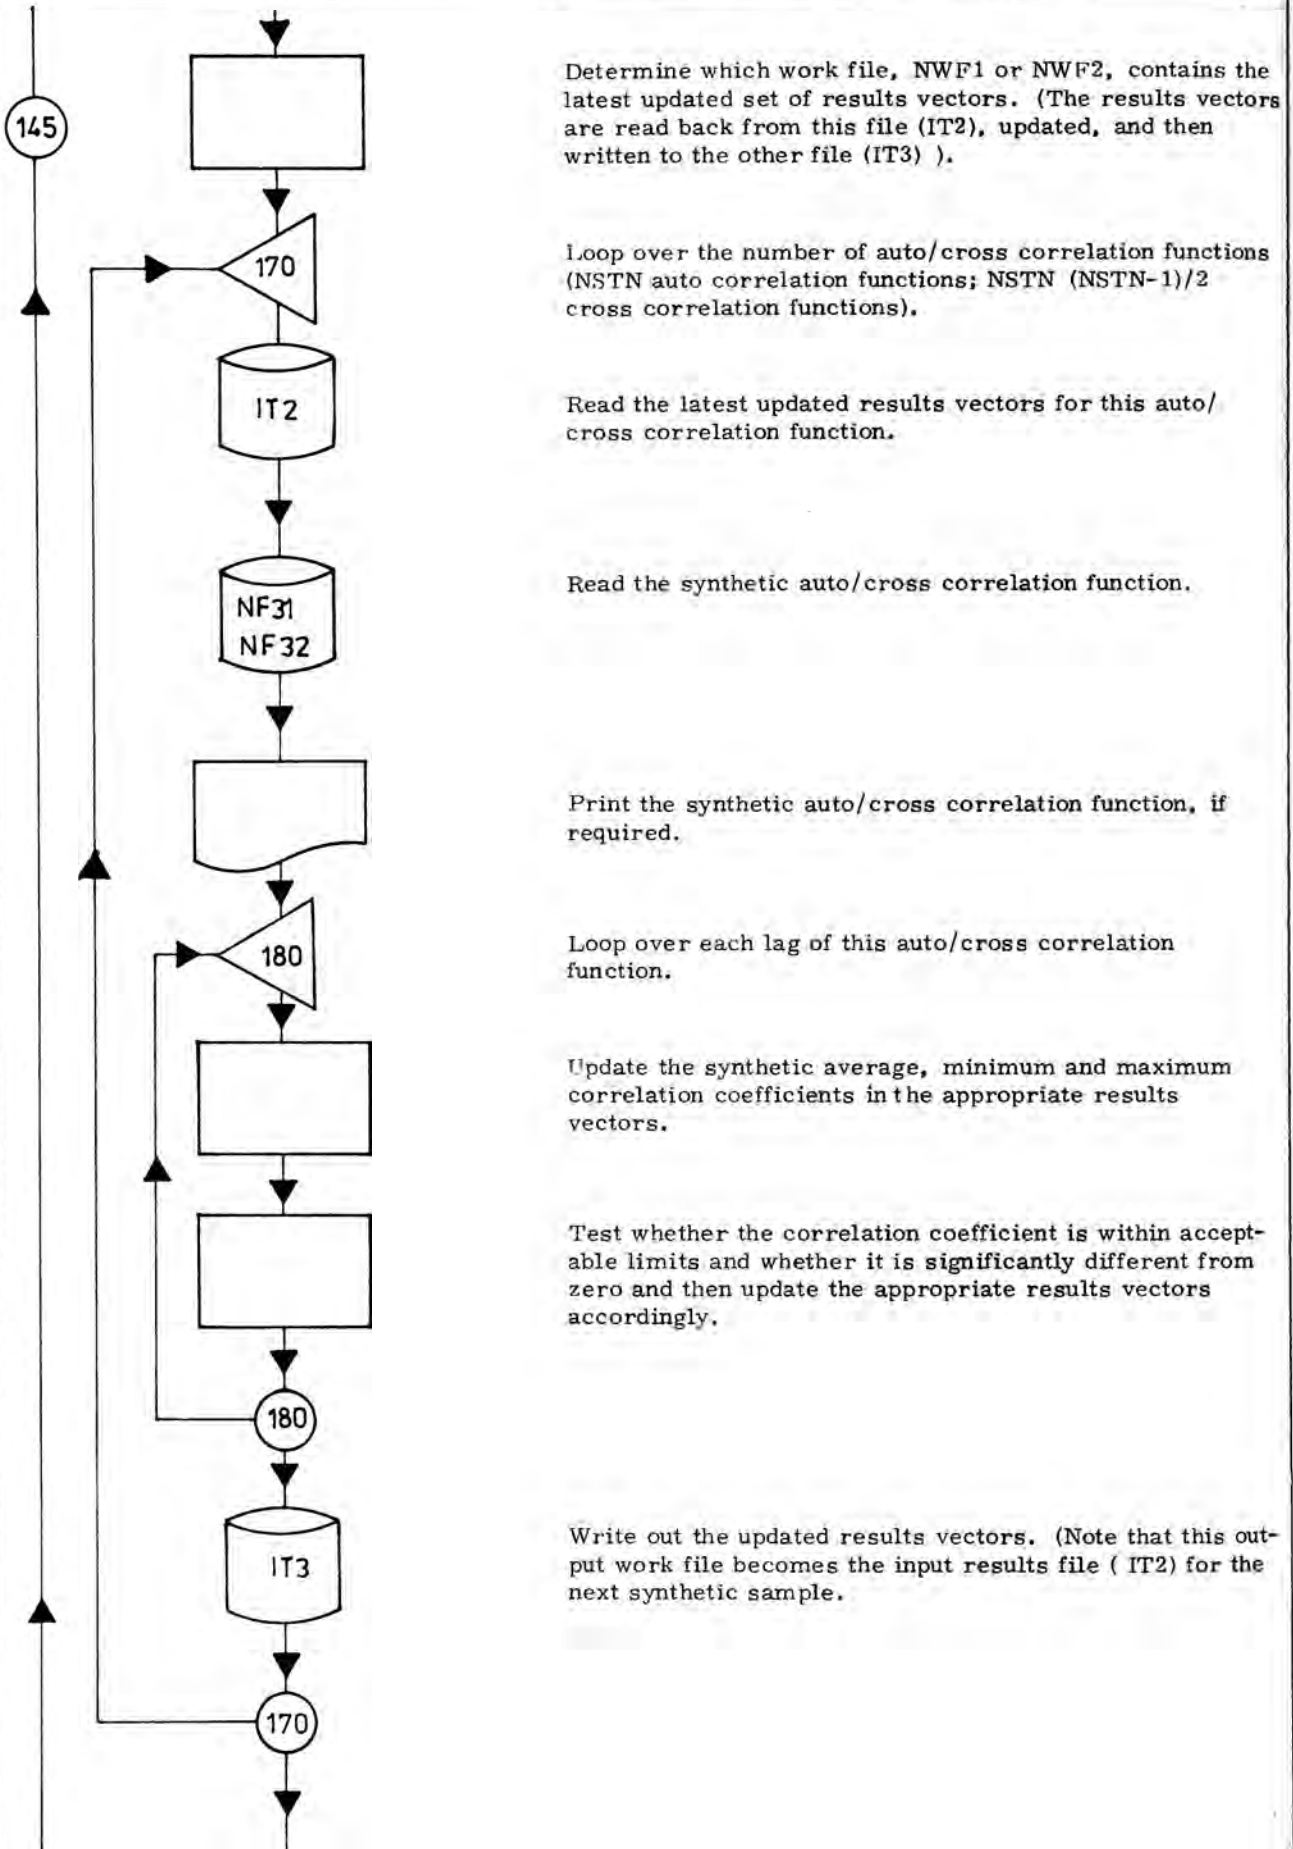 Determine which work file, NWF1 or NWF2, contains the
latest updated set of results vectors. (The results vectors
are read back from this file (IT2), updated, and then
written to the other file (IT3) ).
145
170
Loop over the number of auto/cross correlation functions
(NSTN auto correlation functions; NSTN (NSTN-1)/2
cross correlation functions).
IT2
Read the latest updated results vectors for this auto/
cross correlation function.
NF31
NF32
Read the synthetic auto/cross correlation function.
Print the synthetic auto/cross correlation function, if
required.
180
Loop over each lag of this auto/cross correlation
function.
Update the synthetic average, minimum and maximum
correlation coefficients in the appropriate results
vectors.
Test whether the correlation coefficient is within accept-
able limits and whether it is significantly different from
zero and then update the appropriate results vectors
accordingly.
180
IT3
Write out the updated results vectors. (Note that this out-
put work file becomes the input results file ( IT2) for the
next synthetic sample.
170